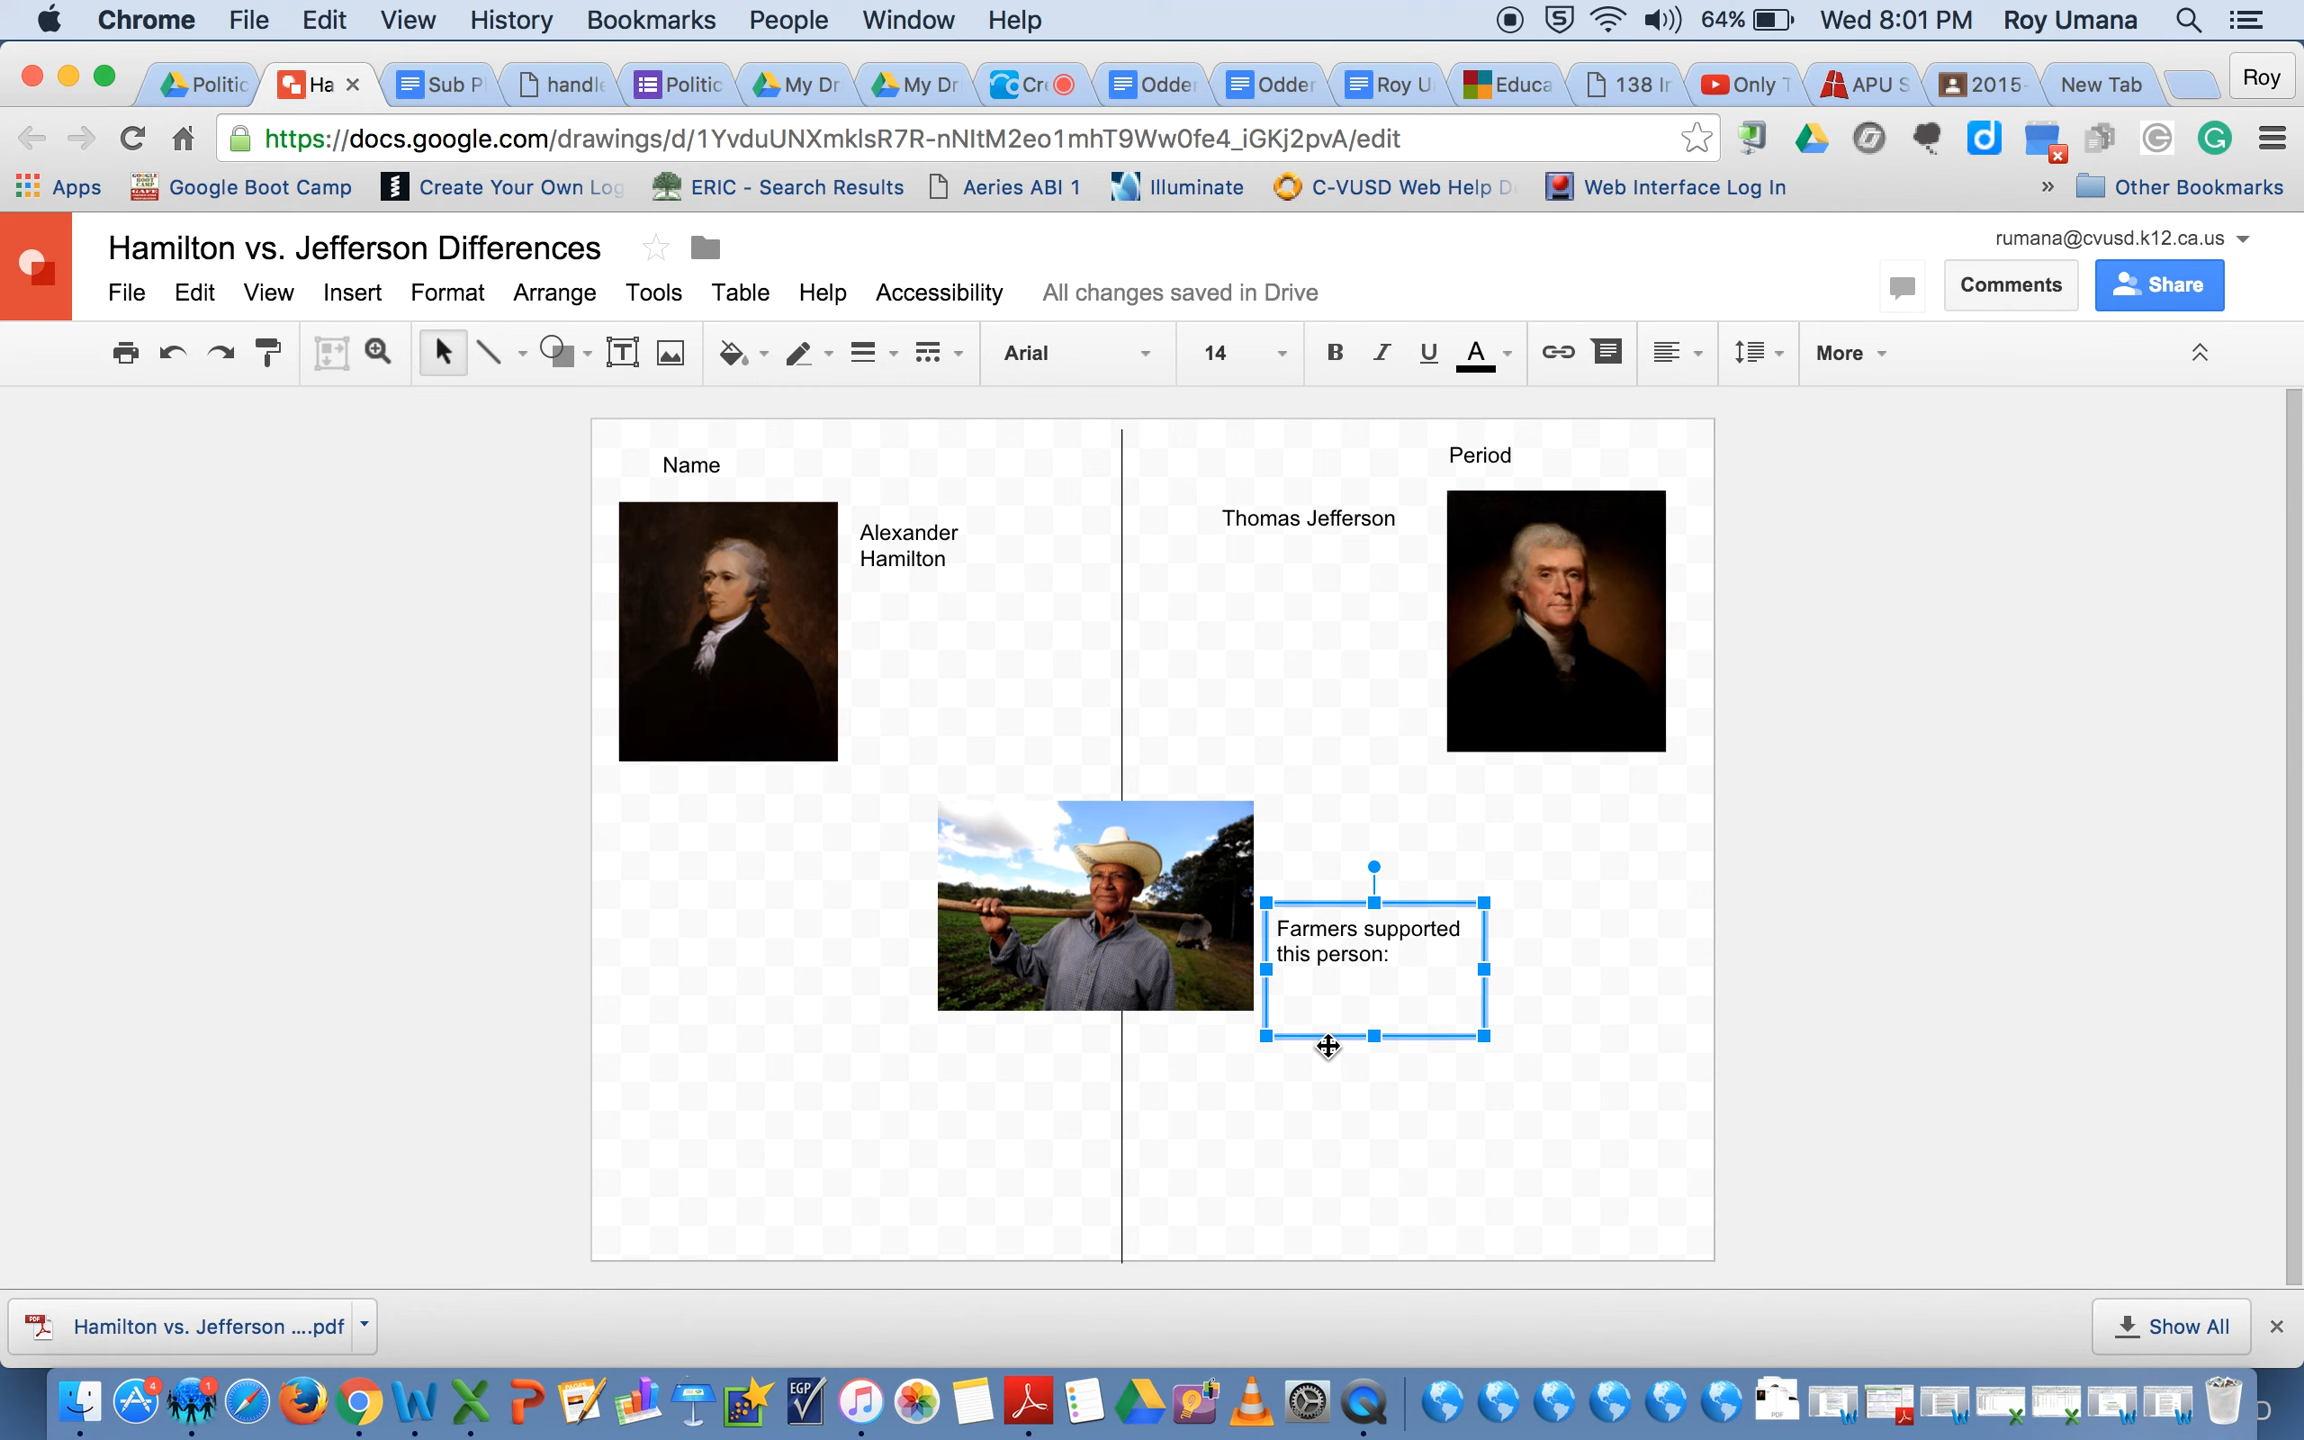 Chrome File Edit View History Bookmarks People Window Help 64% Wed 8:01 PM Roy Umana
Politic Ha Sub Pl handle Politic My Dr My Dr Cre Odder Odder Roy U Educa 138 Ir Only T APU S 2015- New Tab Roy
https://docs.google.com/drawings/d/1YvduUNXmklsR7R-nNItM2eo1mhT9Ww0fe4_iGKj2pvA/edit
Apps Google Boot Camp Create Your Own Log ERIC - Search Results Aeries ABI 1 Illuminate C-VUSD Web Help D Web Interface Log In » Other Bookmarks
Hamilton vs. Jefferson Differences rumana@cvusd.k12.ca.us
File Edit View Insert Format Arrange Tools Table Help Accessibility All changes saved in Drive Comments Share
Arial 14 B I U A More
Name
Period
Alexander
Hamilton
Thomas Jefferson
Farmers supported
this person:
Hamilton vs. Jefferson ....pdf Show All